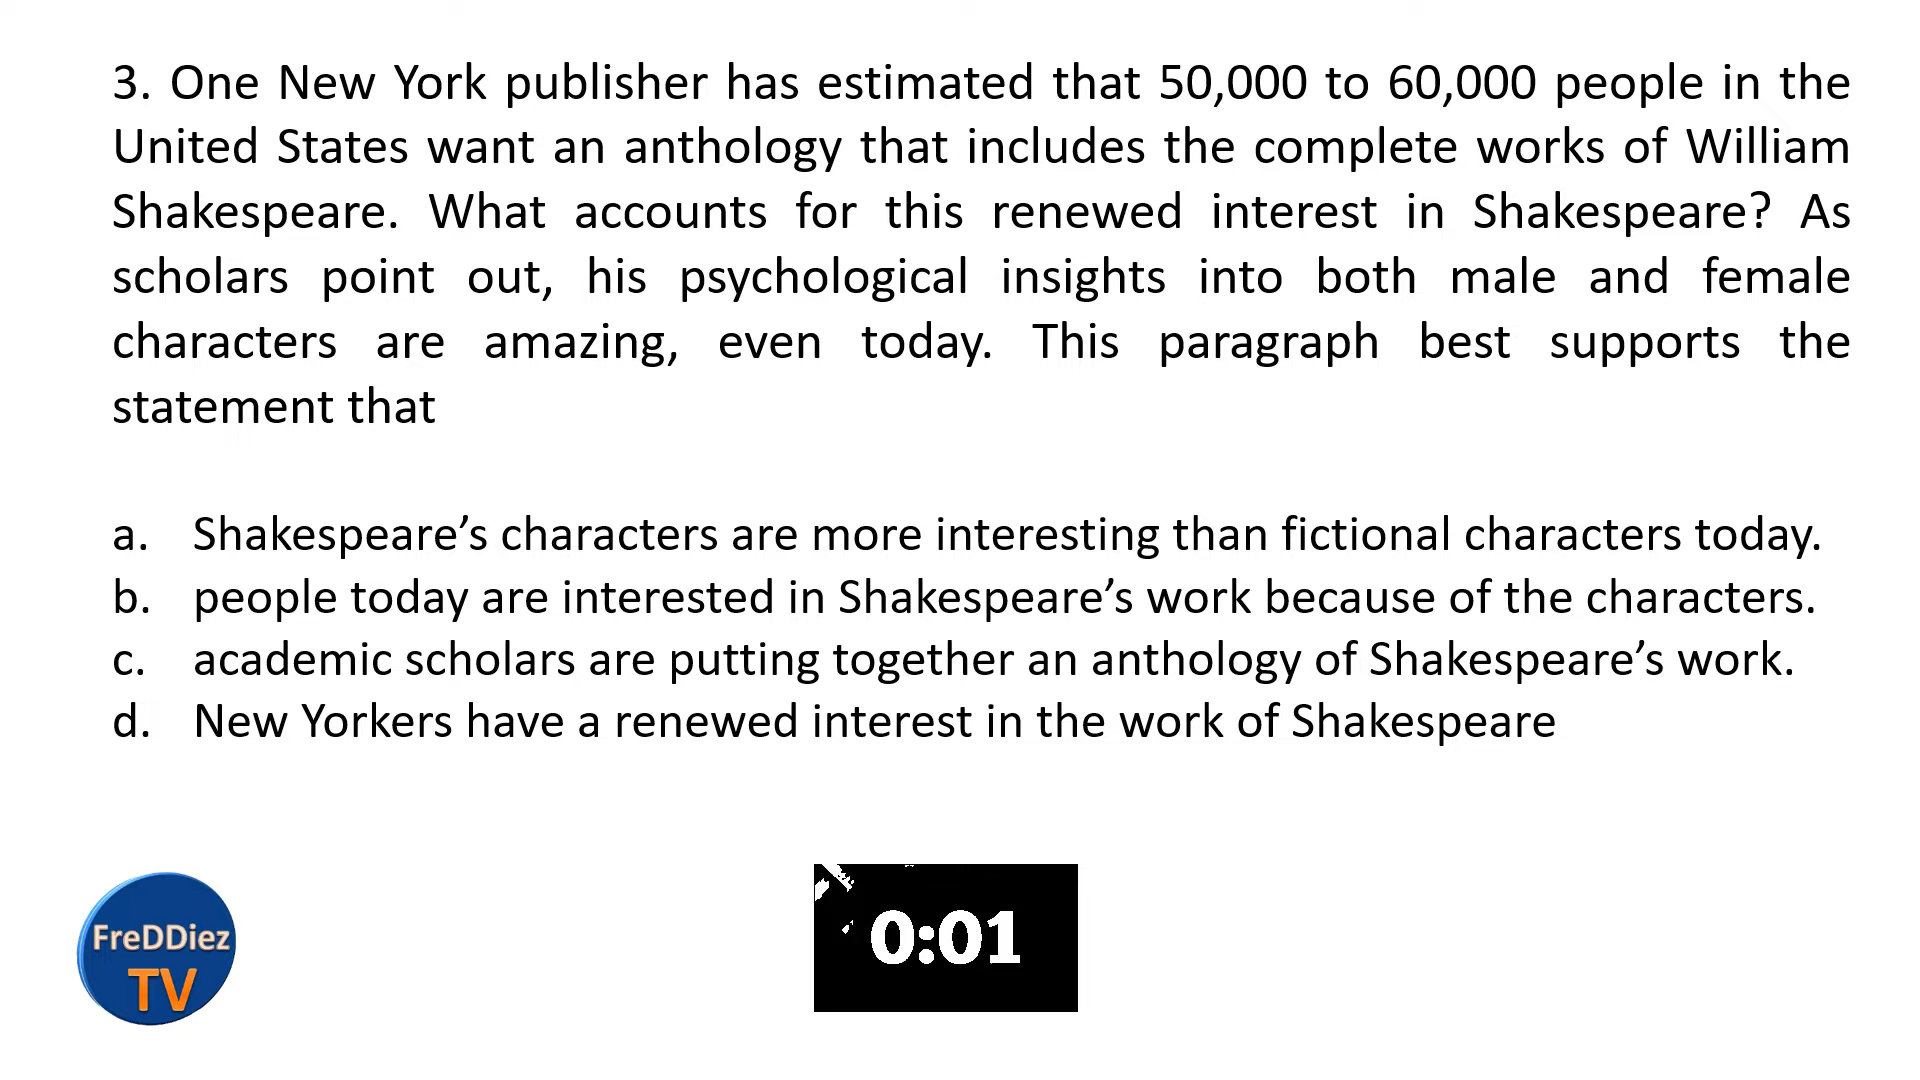 3. One New York publisher has estimated that 50,000 to 60,000 people in the
United States want an anthology that includes the complete works of William
Shakespeare. What accounts for this renewed interest in Shakespeare? As
scholars point out, his psychological insights into both male and female
characters are amazing, even today. This paragraph best supports the
statement that
a. Shakespeare’s characters are more interesting than fictional characters today.
b. people today are interested in Shakespeare’s work because of the characters.
c. academic scholars are putting together an anthology of Shakespeare’s work.
d. New Yorkers have a renewed interest in the work of Shakespeare
FreDDiez
TV
0:01